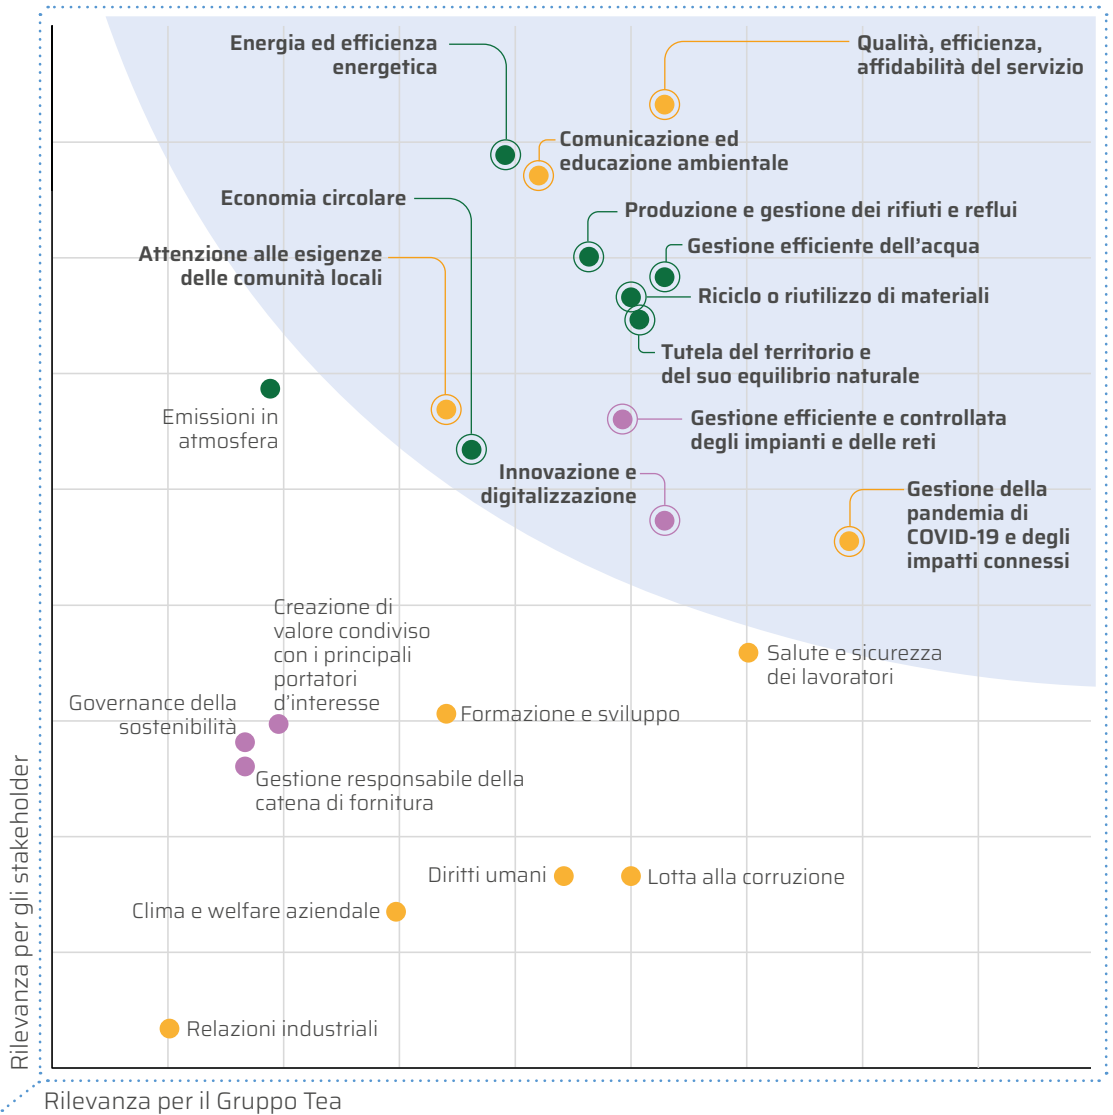 Energia ed efficienza
energetica
Qualità, efficienza,
affidabilità del servizio
Comunicazione ed
educazione ambientale
Economia circolare
Produzione e gestione dei rifiuti e reflui
Attenzione alle esigenze
delle comunità locali
Gestione efficiente dell’acqua
Riciclo o riutilizzo di materiali
Tutela del territorio e
del suo equilibrio naturale
Emissioni in
atmosfera
Gestione efficiente e controllata
degli impianti e delle reti
Innovazione e
digitalizzazione
Gestione della
pandemia di
COVID-19 e degli
impatti connessi
Creazione di
valore condiviso
con i principali
portatori
d’interesse
Salute e sicurezza
dei lavoratori
Governance della
sostenibilità
Formazione e sviluppo
Gestione responsabile della
catena di fornitura
Diritti umani
Lotta alla corruzione
Clima e welfare aziendale
Relazioni industriali
Rilevanza per gli stakeholder
Rilevanza per il Gruppo Tea